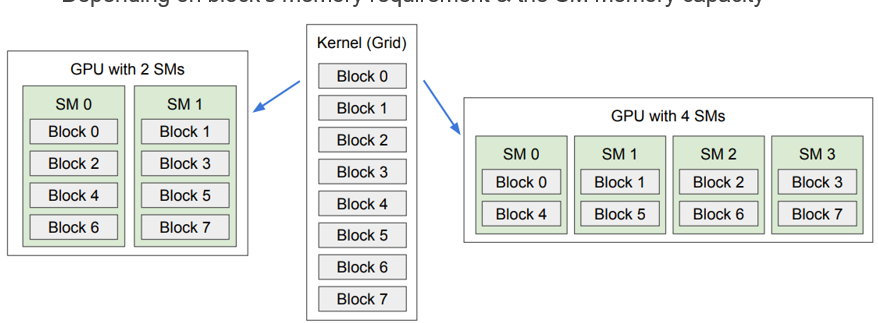 Depending on block's memory requirement & the SM memory capacity
GPU with 2 SMs
SM 0
Block 0
Block 2
Block 4
Block 6
SM 1
Block 1
Block 3
Block 5
Block 7
Kernel (Grid)
Block 0
Block 1
Block 2
Block 3
Block 4
Block 5
Block 6
Block 7
GPU with 4 SMs
SM 0
Block 0
Block 4
SM 1
Block 1
Block 5
SM 2
Block 2
Block 6
SM 3
Block 3
Block 7